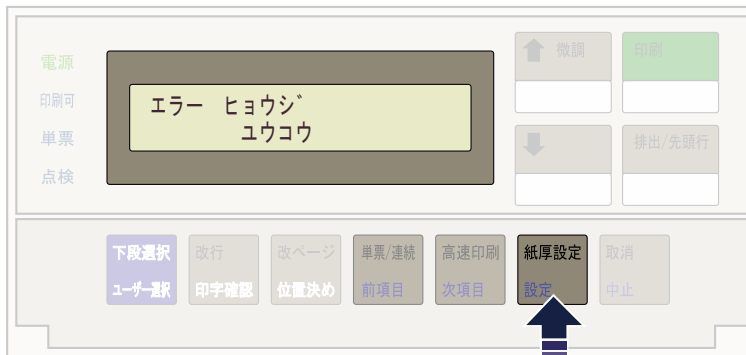 電源
印刷可
単票
点検
エラー ヒョウジ
ユウコウ
微調
印刷
排出/先頭行
下段選択 改行 改ページ 単票/連続 高速印刷 紙厚設定 取消
ユーザー選択 印字確認 位置決め 前項目 次項目 設定 中止